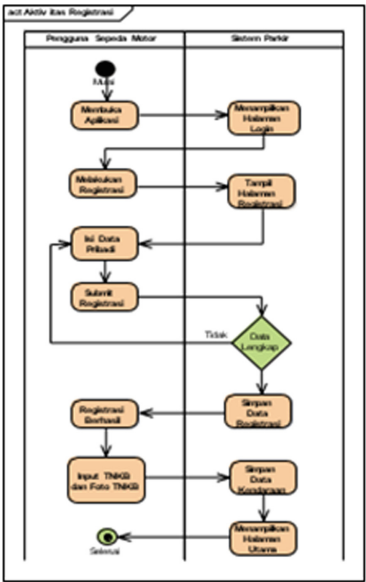 act Aktivitas Registrasi
Pengguna Sepeda Motor
Sistem Parkir
Mulai
Membuka
Aplikasi
Menampilkan
Halaman
Login
Melakukan
Registrasi
Tampil
Halaman
Registrasi
Isi Data
Pribadi
Submit
Registrasi
Tidak
Data
Lengkap
Registrasi
Berhasil
Simpan
Data
Registrasi
Input TNKB
dan Foto TNKB
Simpan
Data
Kendaraan
Menampilkan
Halaman
Utama
Selesai